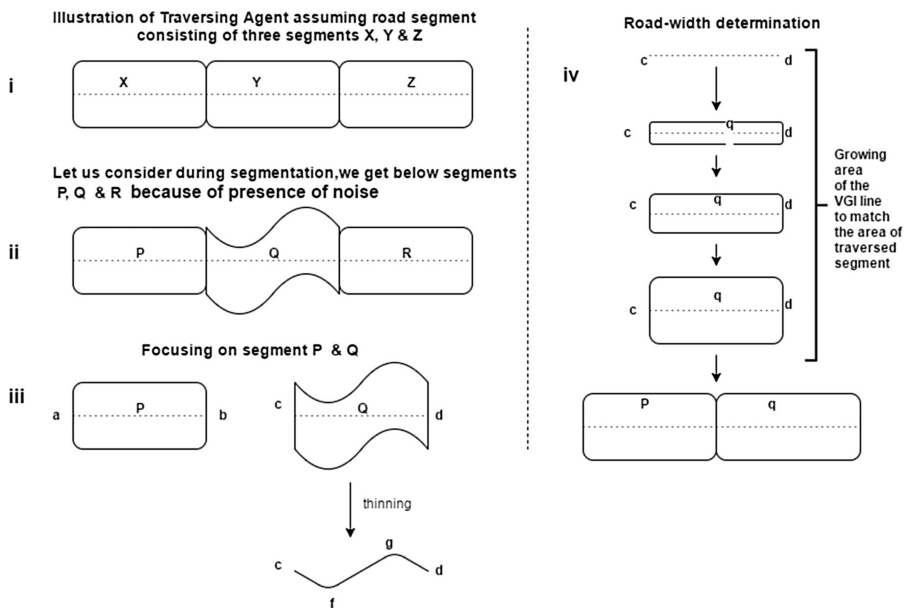 Illustration of Traversing Agent assuming road segment
consisting of three segments X, Y & Z
i
X
Y
Z
Let us consider during segmentation,we get below segments
P, Q & R because of presence of noise
ii
P
Q
R
Focusing on segment P & Q
iii
a
P
b
c
Q
d
thinning
c
g
d
f
Road-width determination
iv
c
d
c
q
d
c
q
d
c
q
d
Growing
area
of the
VGI line
to match
the area of
traversed
segment
P
q